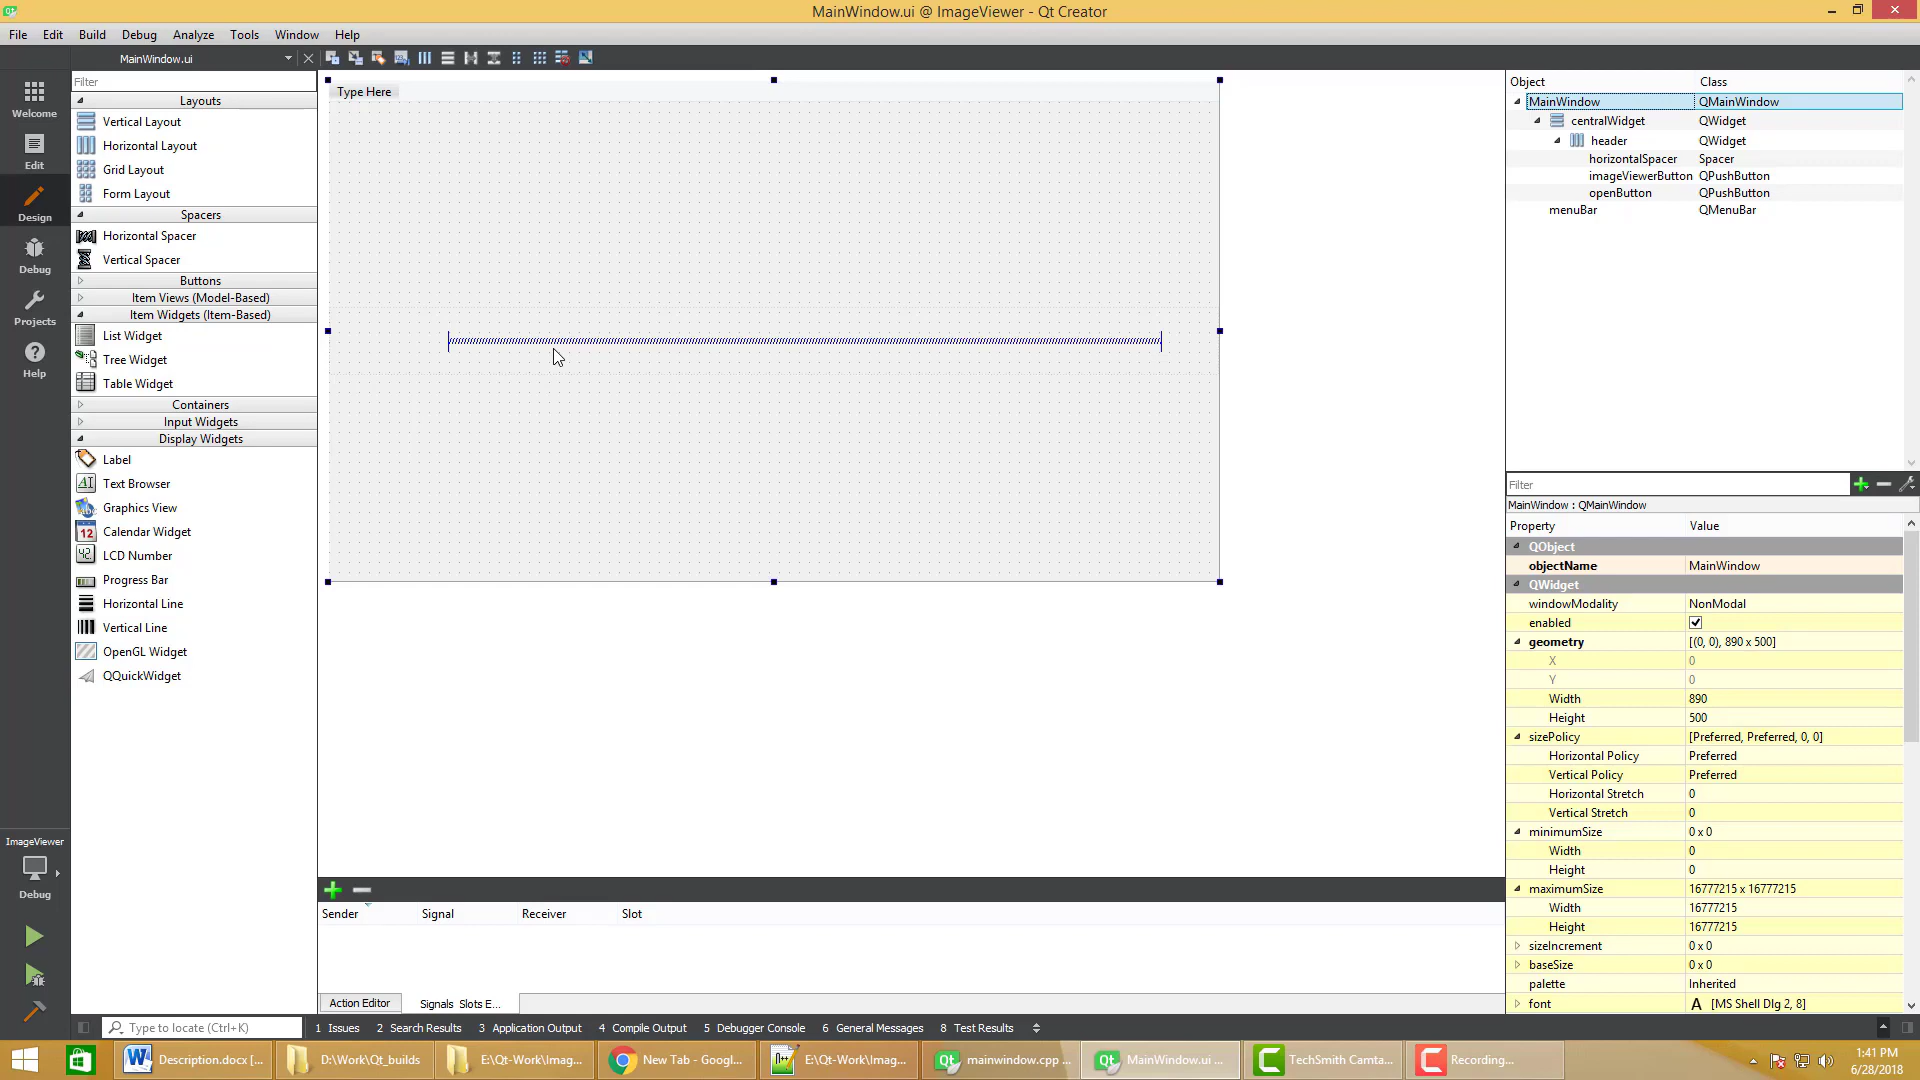 MainWindow.ui @ ImageViewer - Qt Creator
File Edit Build Debug Analyze Tools Window Help
MainWindow.ui
Welcome
Edit
Design
Debug
Projects
Help
ImageViewer
Debug
Filter
Layouts
Vertical Layout
Horizontal Layout
Grid Layout
Form Layout
Spacers
Horizontal Spacer
Vertical Spacer
Buttons
Item Views (Model-Based)
Item Widgets (Item-Based)
List Widget
Tree Widget
Table Widget
Containers
Input Widgets
Display Widgets
Label
Text Browser
Graphics View
Calendar Widget
LCD Number
Progress Bar
Horizontal Line
Vertical Line
OpenGL Widget
QQuickWidget
Type Here
Sender Signal Receiver Slot
Action Editor Signals Slots E...
Object Class
MainWindow QMainWindow
centralWidget QWidget
header QWidget
horizontalSpacer Spacer
imageViewerButton QPushButton
openButton QPushButton
menuBar QMenuBar
Filter
MainWindow : QMainWindow
Property Value
QObject
objectName MainWindow
QWidget
windowModality NonModal
enabled
geometry [(0, 0), 890 x 500]
X 0
Y 0
Width 890
Height 500
sizePolicy [Preferred, Preferred, 0, 0]
Horizontal Policy Preferred
Vertical Policy Preferred
Horizontal Stretch 0
Vertical Stretch 0
minimumSize 0 x 0
Width 0
Height 0
maximumSize 16777215 x 16777215
Width 16777215
Height 16777215
sizeIncrement 0 x 0
baseSize 0 x 0
palette Inherited
font A [MS Shell Dlg 2, 8]
Type to locate (Ctrl+K) 1 Issues 2 Search Results 3 Application Output 4 Compile Output 5 Debugger Console 6 General Messages 8 Test Results
Description.docx [... D:\Work\Qt_builds E:\Qt-Work\Imag... New Tab - Googl... E:\Qt-Work\Imag... mainwindow.cpp ... MainWindow.ui ... TechSmith Camta... Recording...
1:41 PM
6/28/2018